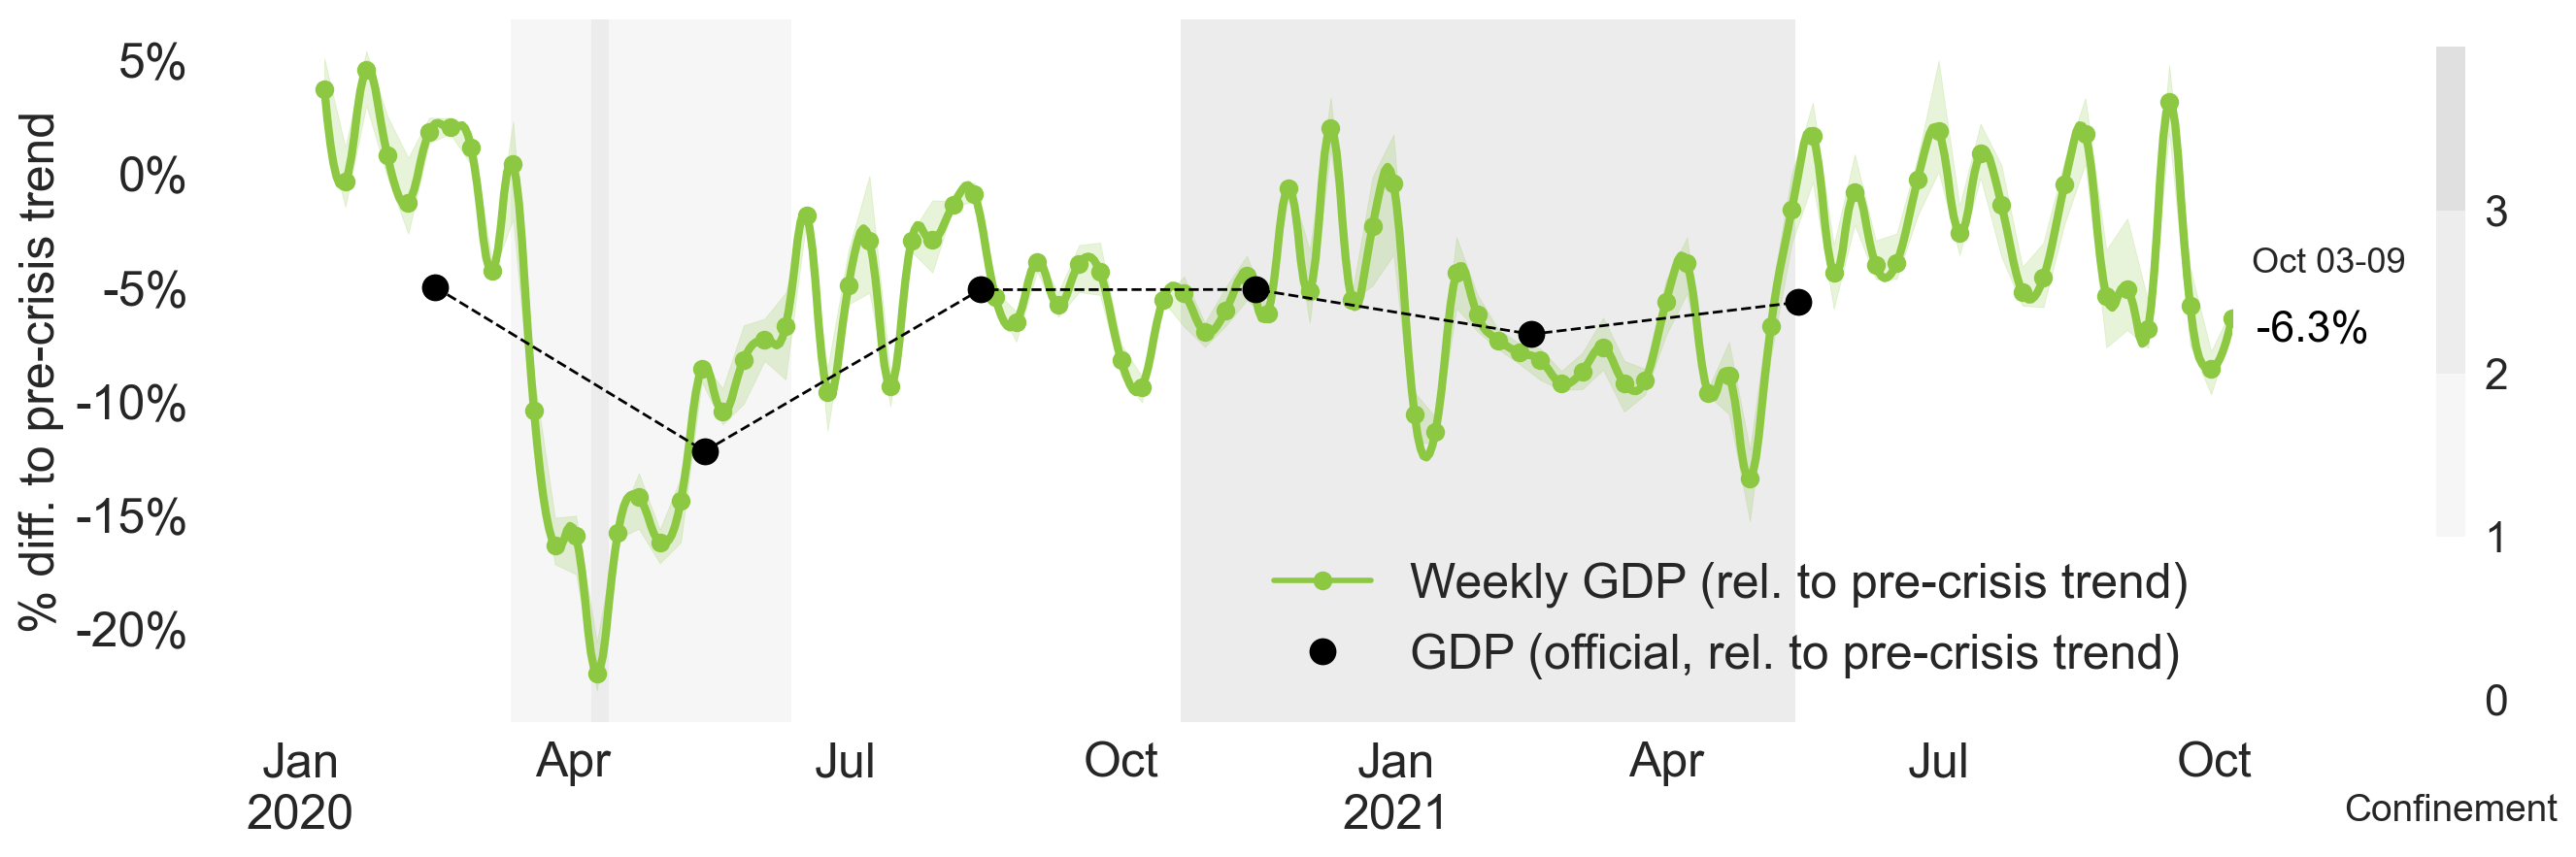 % diff. to pre-crisis trend
5%
0%
-5%
-10%
-15%
-20%
Jan
2020
Apr
Jul
Oct
Jan
2021
Apr
Jul
Oct
Weekly GDP (rel. to pre-crisis trend)
GDP (official, rel. to pre-crisis trend)
Oct 03-09
-6.3%
3
2
1
0
Confinement